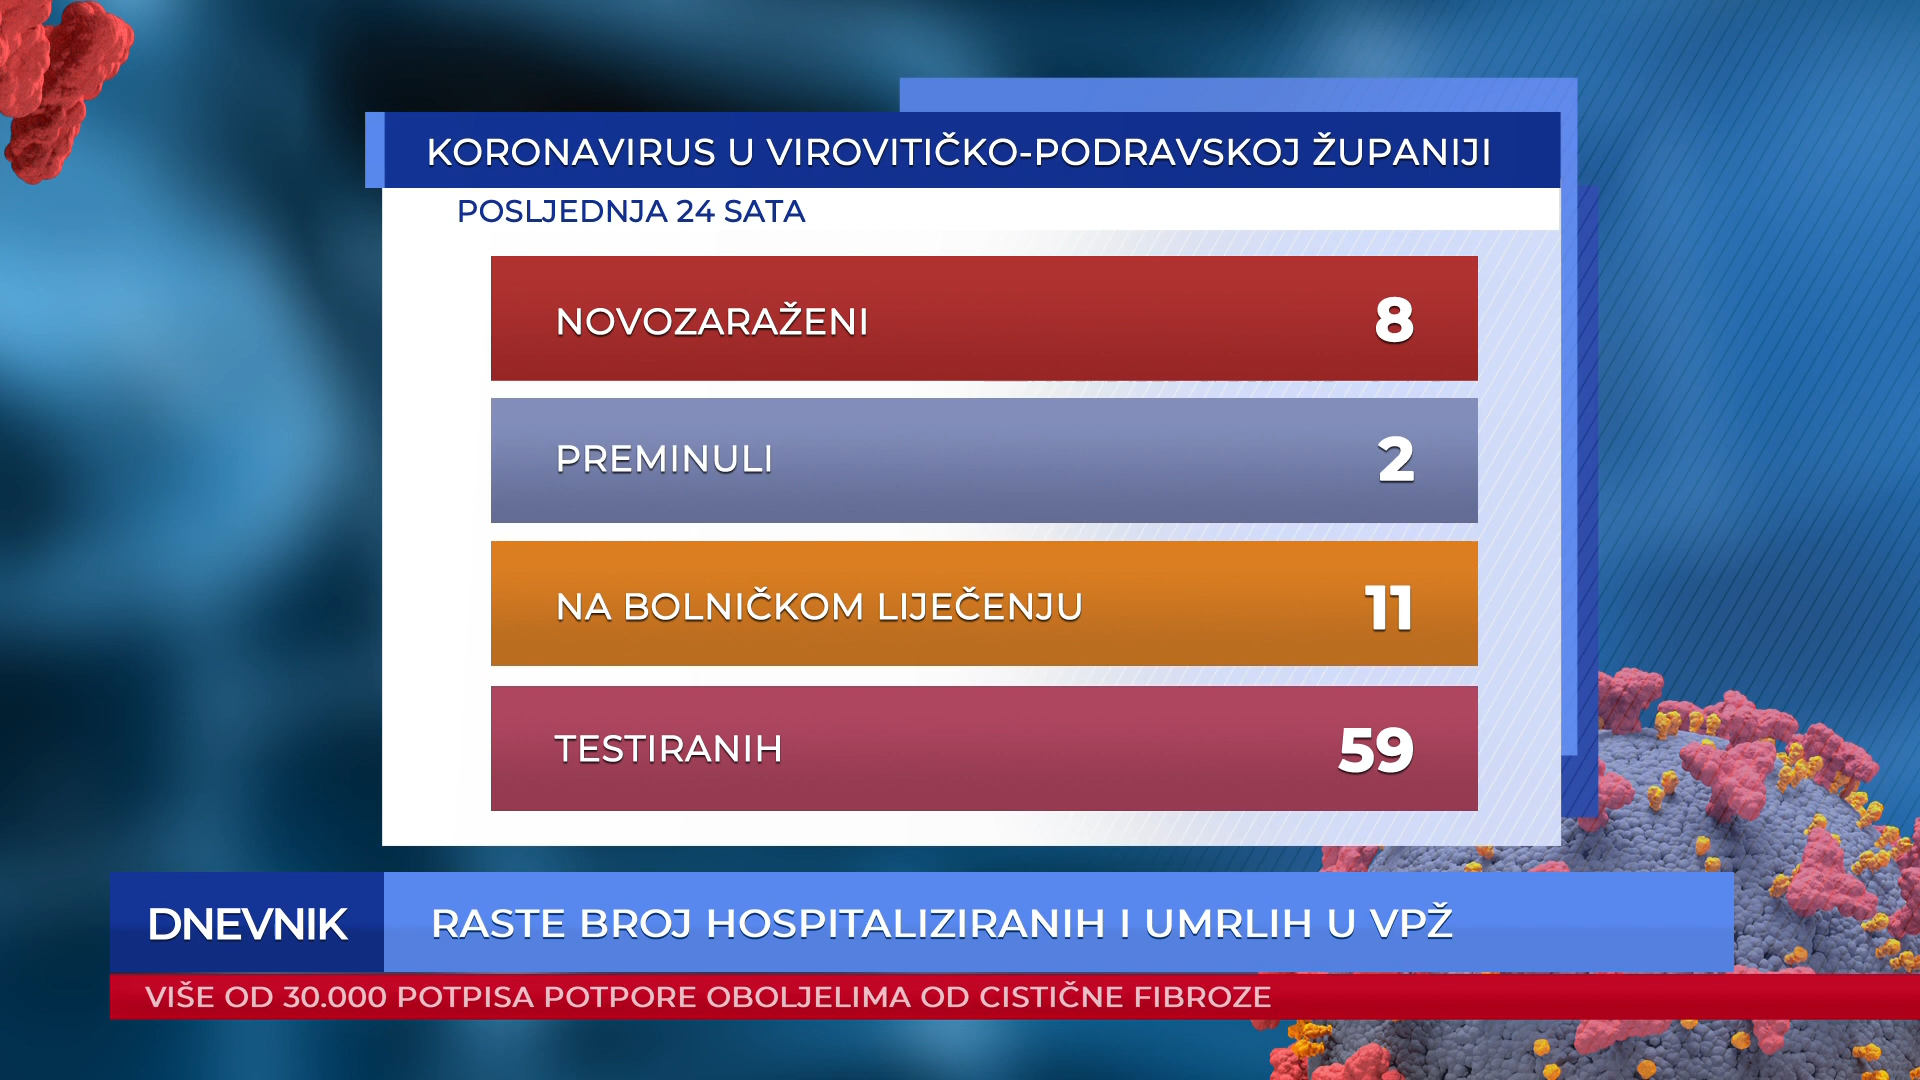 KORONAVIRUS U VIROVITIČKO-PODRAVSKOJ ŽUPANIJI
POSLJEDNJA 24 SATA
NOVOZARAŽENI 8
PREMINULI 2
NA BOLNIČKOM LIJEČENJU 11
TESTIRANIH 59
DNEVNIK RASTE BROJ HOSPITALIZIRANIH I UMRLIH U VPŽ
VIŠE OD 30.000 POTPISA POTPORE OBOLJELIMA OD CISTIČNE FIBROZE